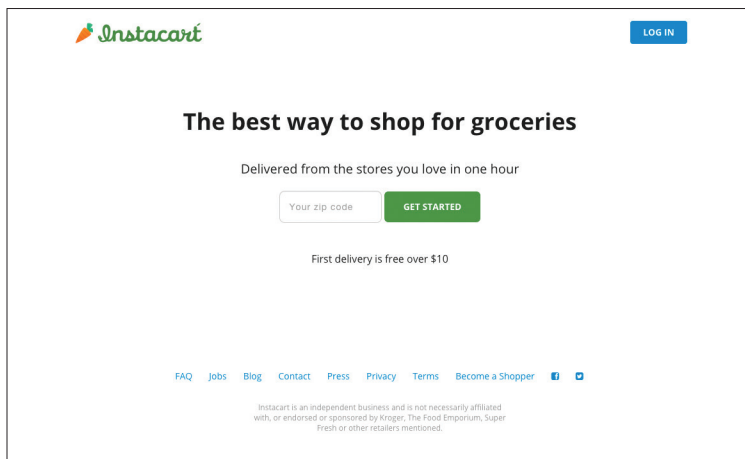 Instacart
LOG IN
The best way to shop for groceries
Delivered from the stores you love in one hour
Your zip code
GET STARTED
First delivery is free over $10
FAQ Jobs Blog Contact Press Privacy Terms Become a Shopper
Instacart is an independent business and is not necessarily affiliated
with, or endorsed or sponsored by Kroger, The Food Emporium, Super
Fresh or other retailers mentioned.